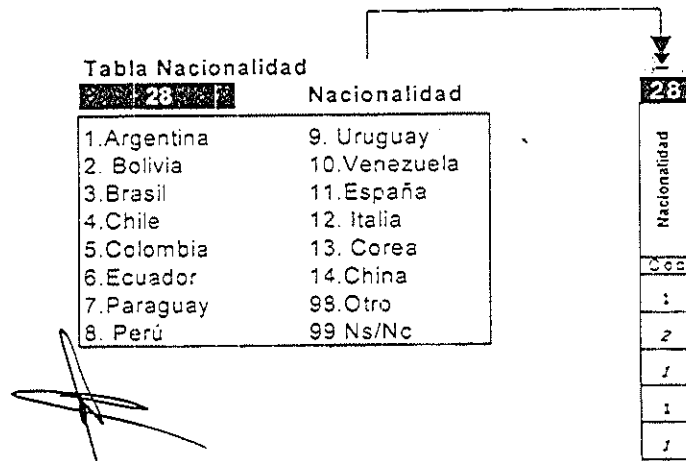 Tabla Nacionalidad
28 Nacionalidad
1.Argentina
2. Bolivia
3.Brasil
4.Chile
5.Colombia
6.Ecuador
7.Paraguay
8. Perú
9. Uruguay
10.Venezuela
11.España
12. Italia
13. Corea
14.China
98.Otro
99 Ns/Nc
28
Nacionalidad
1
2
1
1
1